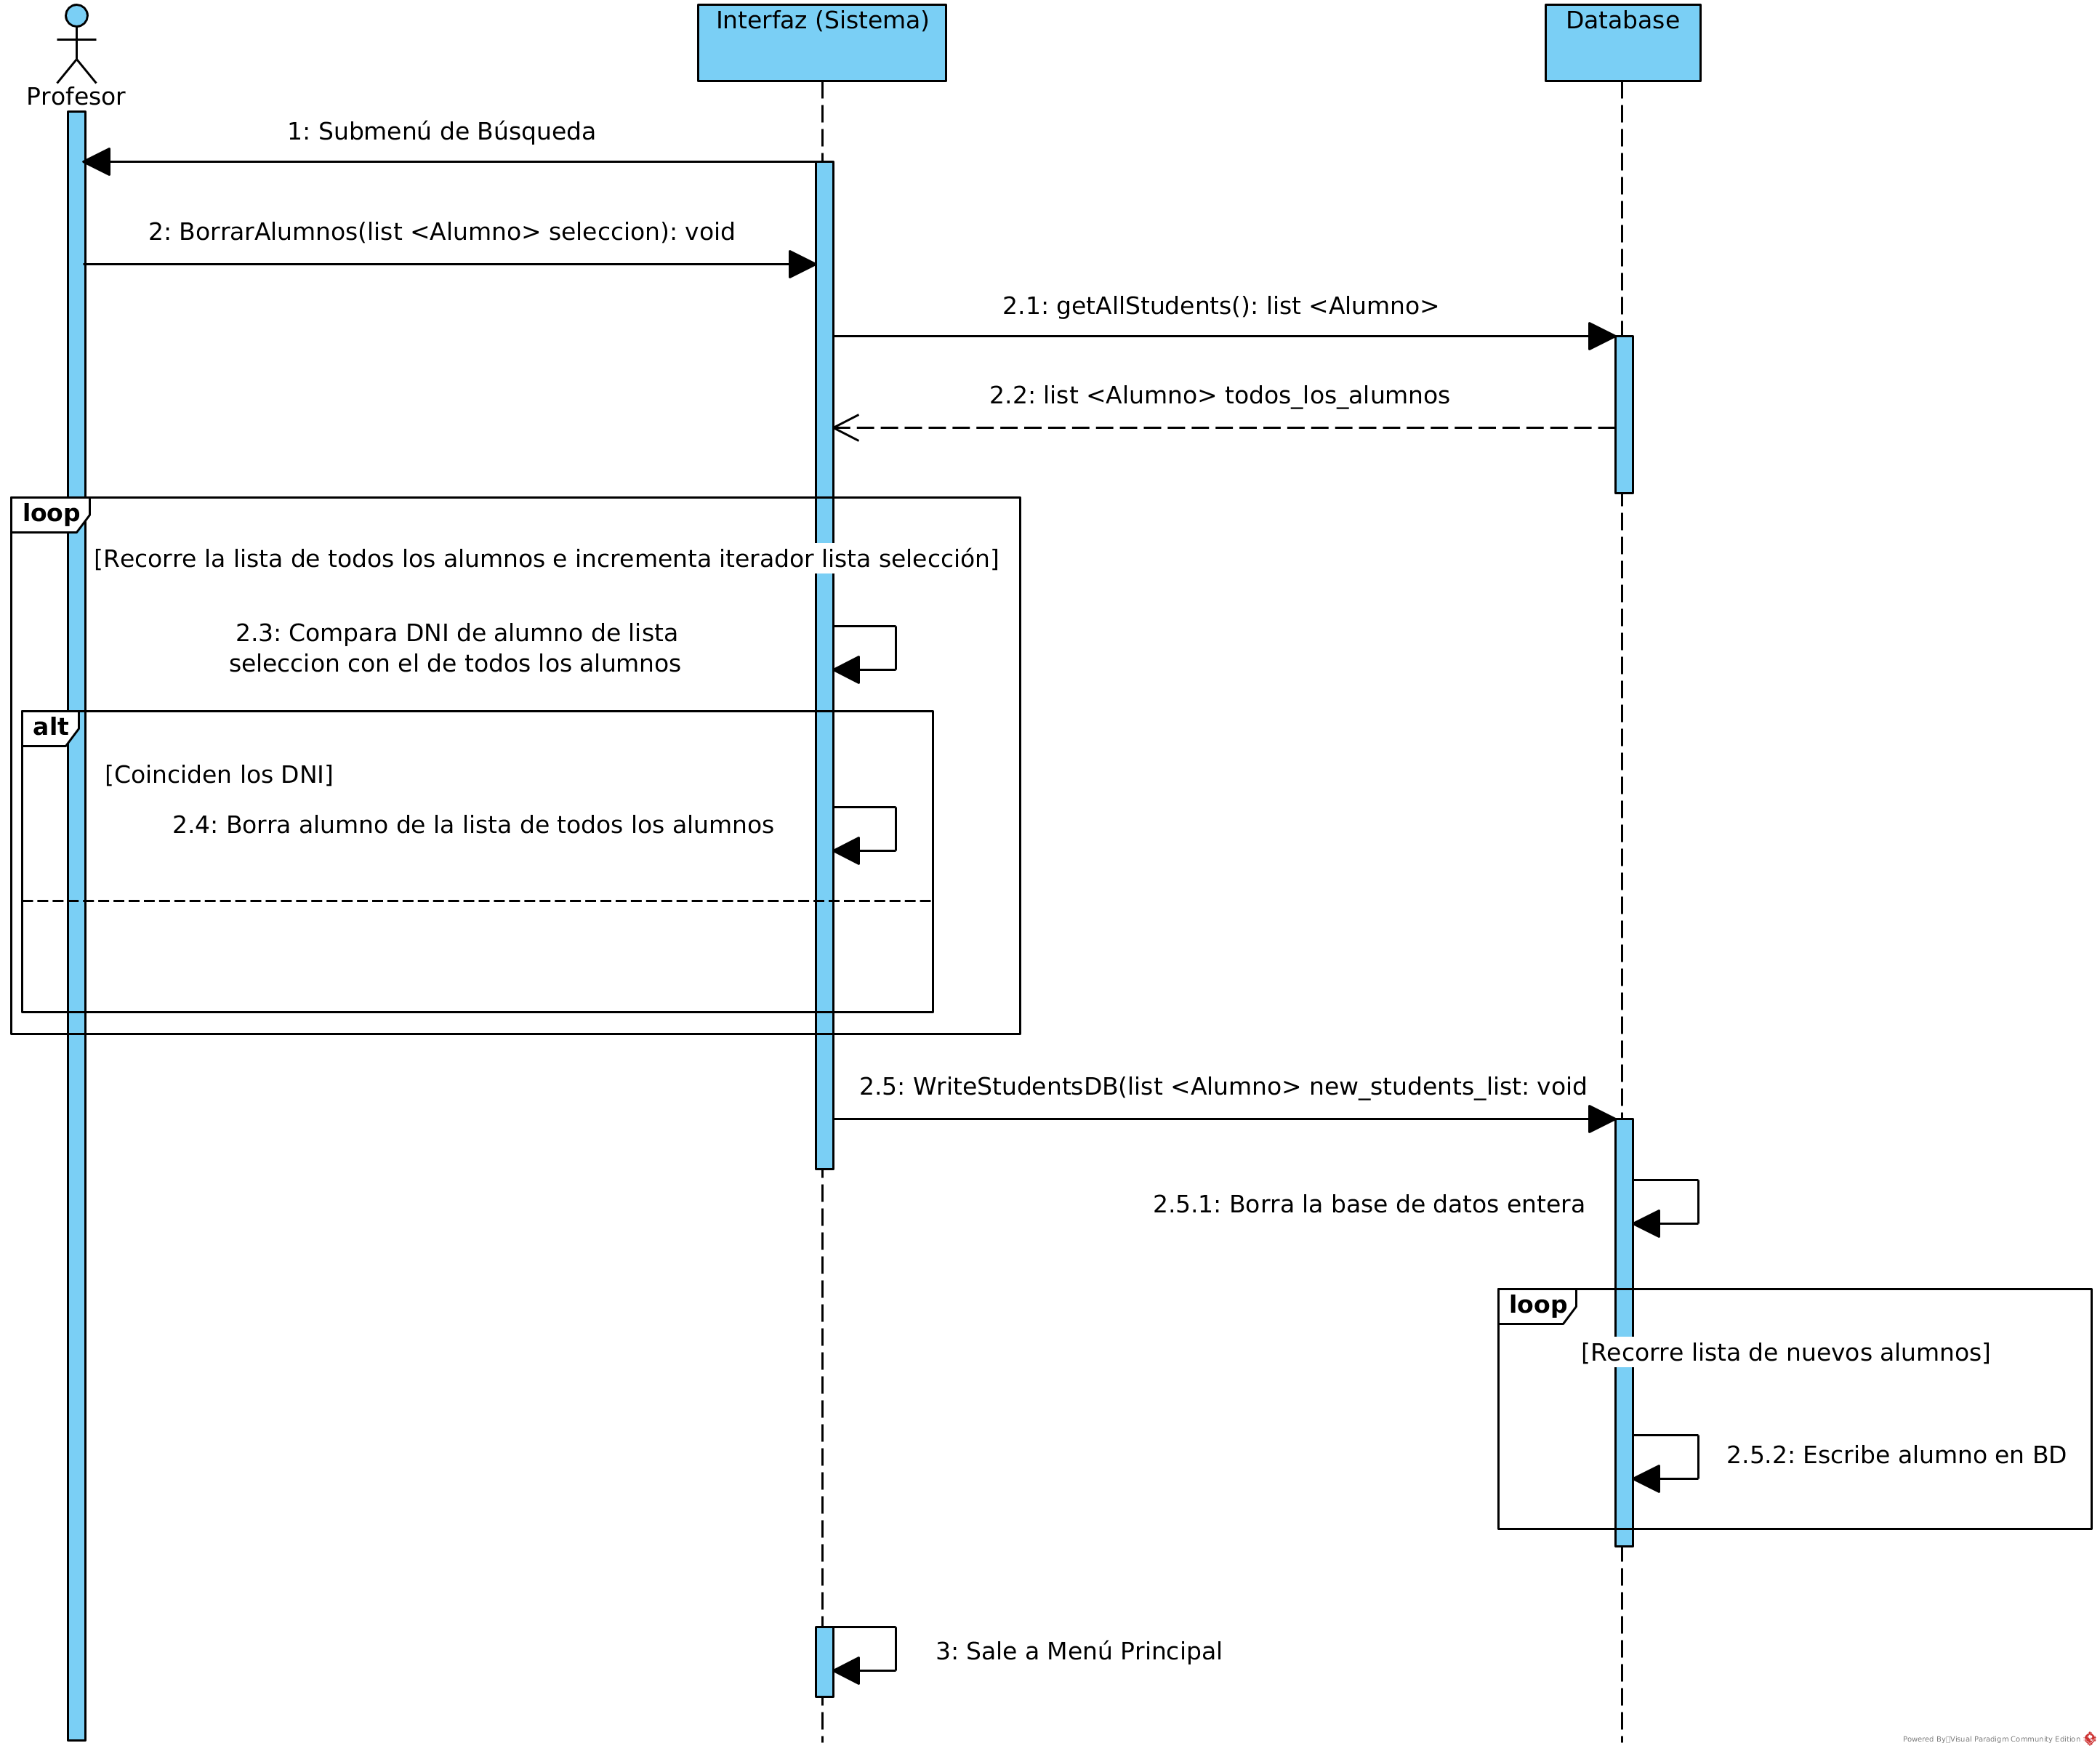 Interfaz (Sistema)
Database
Profesor
1: Submenú de Búsqueda
2: BorrarAlumnos(list <Alumno> seleccion): void
2.1: getAllStudents(): list <Alumno>
2.2: list <Alumno> todos_los_alumnos
loop
[Recorre la lista de todos los alumnos e incrementa iterador lista selección]
2.3: Compara DNI de alumno de lista
seleccion con el de todos los alumnos
alt
[Coinciden los DNI]
2.4: Borra alumno de la lista de todos los alumnos
2.5: WriteStudentsDB(list <Alumno> new_students_list: void
2.5.1: Borra la base de datos entera
loop
[Recorre lista de nuevos alumnos]
2.5.2: Escribe alumno en BD
3: Sale a Menú Principal
Powered By Visual Paradigm Community Edition